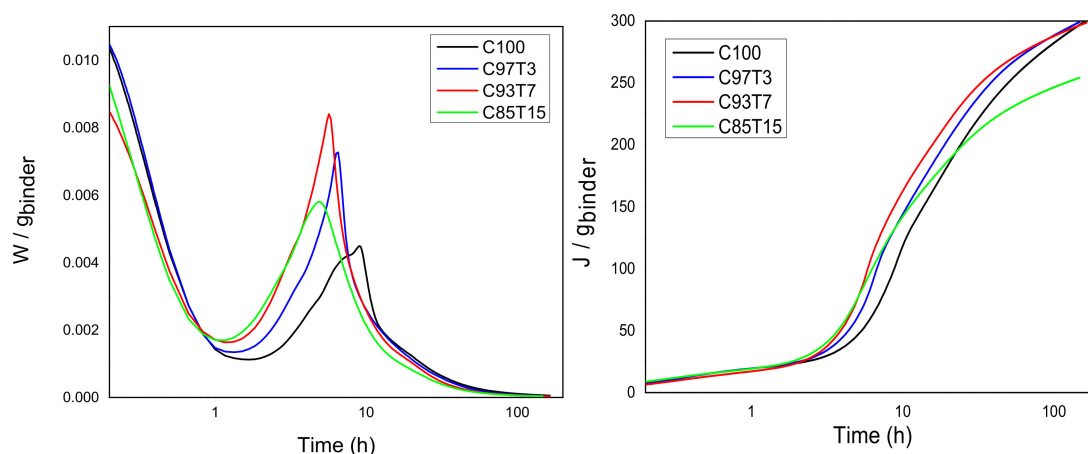 W / gbinder
0.010
0.008
0.006
0.004
0.002
0.000
C100
C97T3
C93T7
C85T15
1
10
100
Time (h)
J / gbinder
300
250
200
150
100
50
0
C100
C97T3
C93T7
C85T15
1
10
100
Time (h)